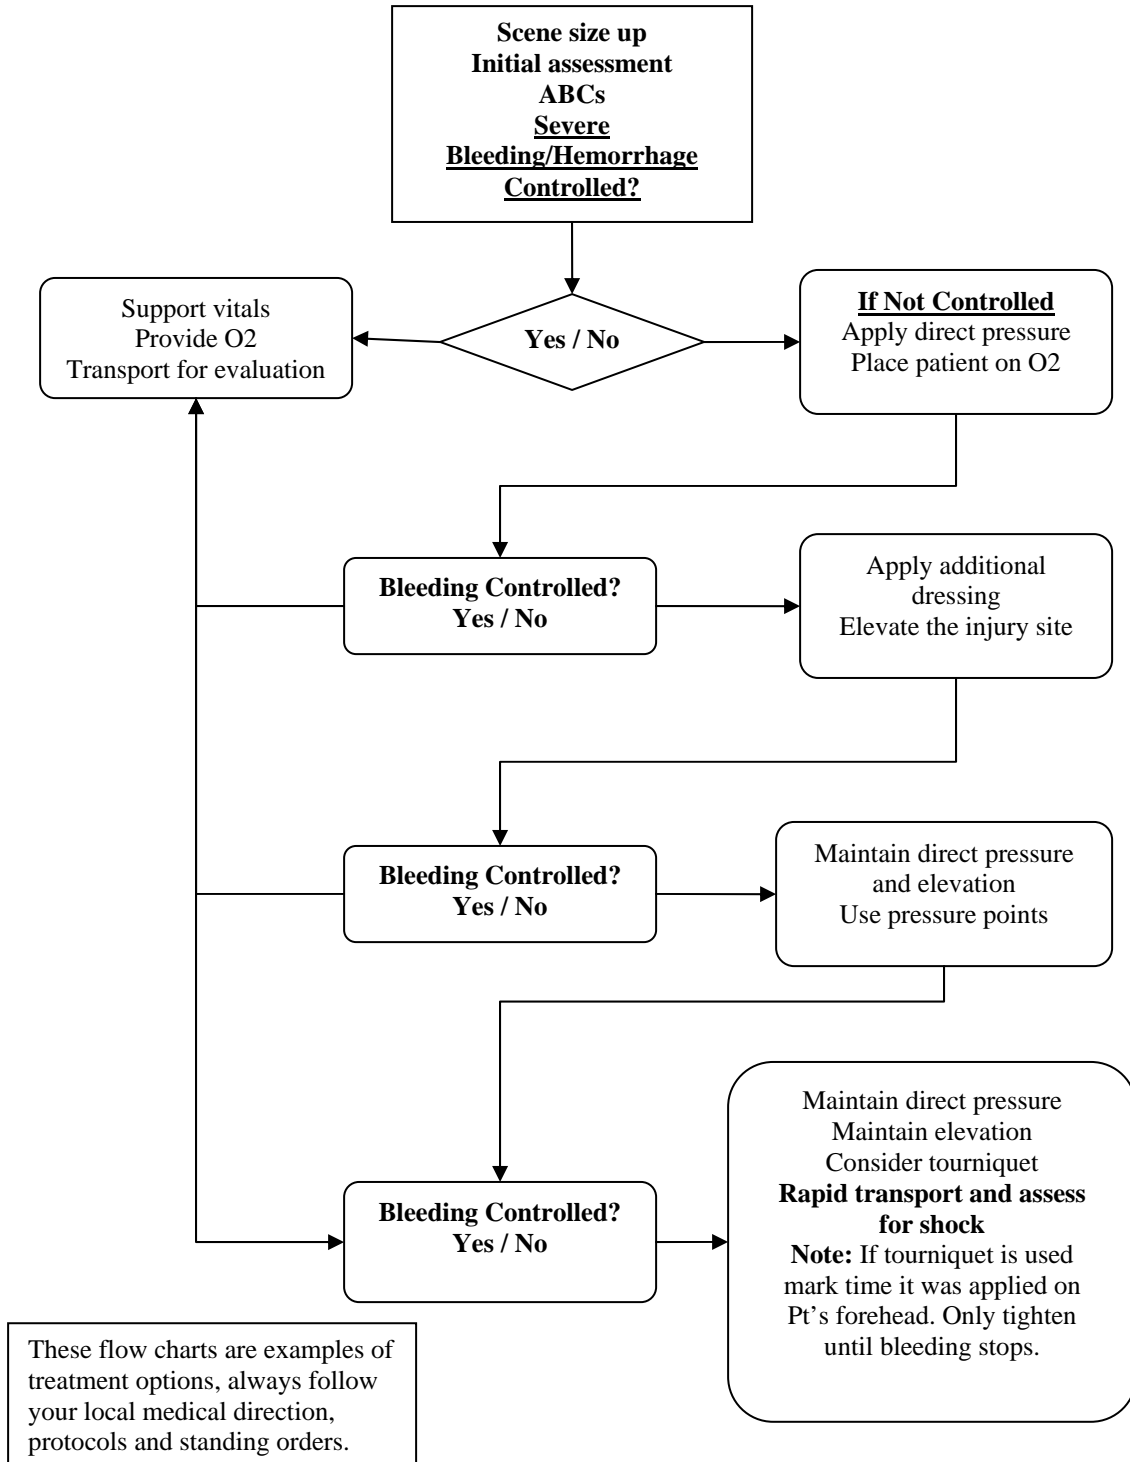 Scene size up
Initial assessment
ABCs
Severe
Bleeding/Hemorrhage
Controlled?
Support vitals
Provide O2
Transport for evaluation
Yes / No
If Not Controlled
Apply direct pressure
Place patient on O2
Bleeding Controlled?
Yes / No
Apply additional
dressing
Elevate the injury site
Bleeding Controlled?
Yes / No
Maintain direct pressure
and elevation
Use pressure points
Bleeding Controlled?
Yes / No
Maintain direct pressure
Maintain elevation
Consider tourniquet
Rapid transport and assess
for shock
Note: If tourniquet is used
mark time it was applied on
Pt’s forehead. Only tighten
until bleeding stops.
These flow charts are examples of
treatment options, always follow
your local medical direction,
protocols and standing orders.